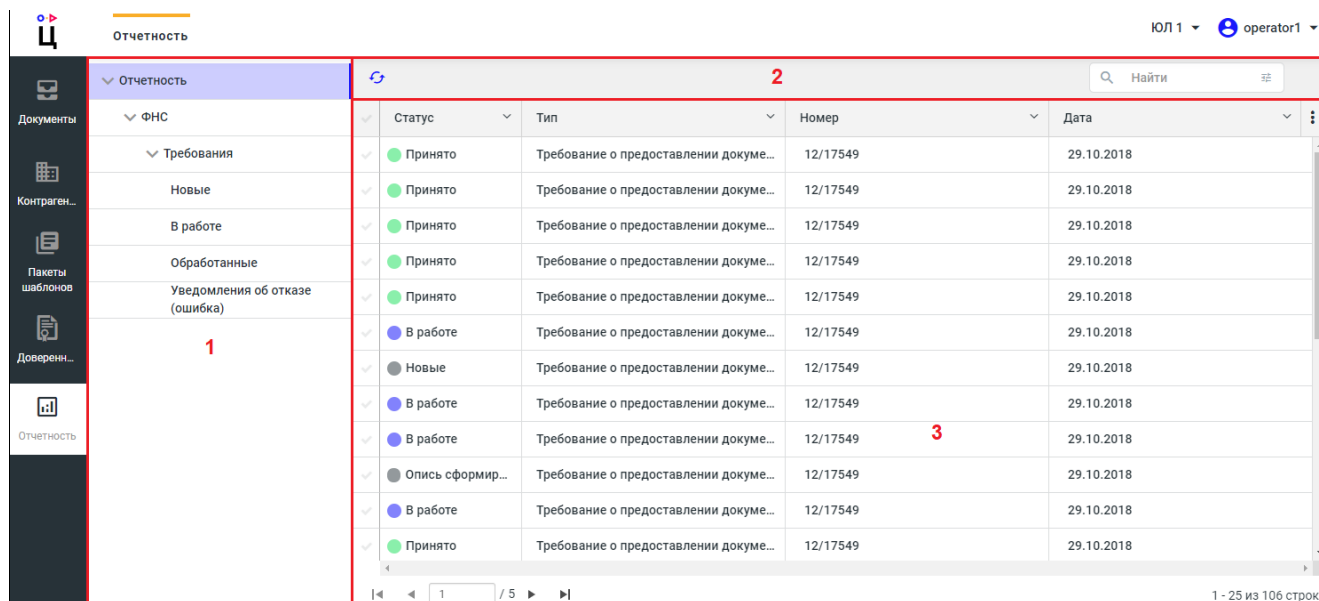 Ц
Отчетность
ЮЛ 1
operator1
Документы
Контраген...
Пакеты
шаблонов
Доверенн...
Отчетность
Отчетность
ФНС
Требования
Новые
В работе
Обработанные
Уведомления об отказе
(ошибка)
1
2
Найти
Статус Тип Номер Дата
Принято Требование о предоставлении докуме... 12/17549 29.10.2018
Принято Требование о предоставлении докуме... 12/17549 29.10.2018
Принято Требование о предоставлении докуме... 12/17549 29.10.2018
Принято Требование о предоставлении докуме... 12/17549 29.10.2018
Принято Требование о предоставлении докуме... 12/17549 29.10.2018
В работе Требование о предоставлении докуме... 12/17549 29.10.2018
Новые Требование о предоставлении докуме... 12/17549 29.10.2018
В работе Требование о предоставлении докуме... 12/17549 29.10.2018
В работе Требование о предоставлении докуме... 12/17549 29.10.2018
3
Опись сформир... Требование о предоставлении докуме... 12/17549 29.10.2018
В работе Требование о предоставлении докуме... 12/17549 29.10.2018
Принято Требование о предоставлении докуме... 12/17549 29.10.2018
1 / 5
1 - 25 из 106 строк